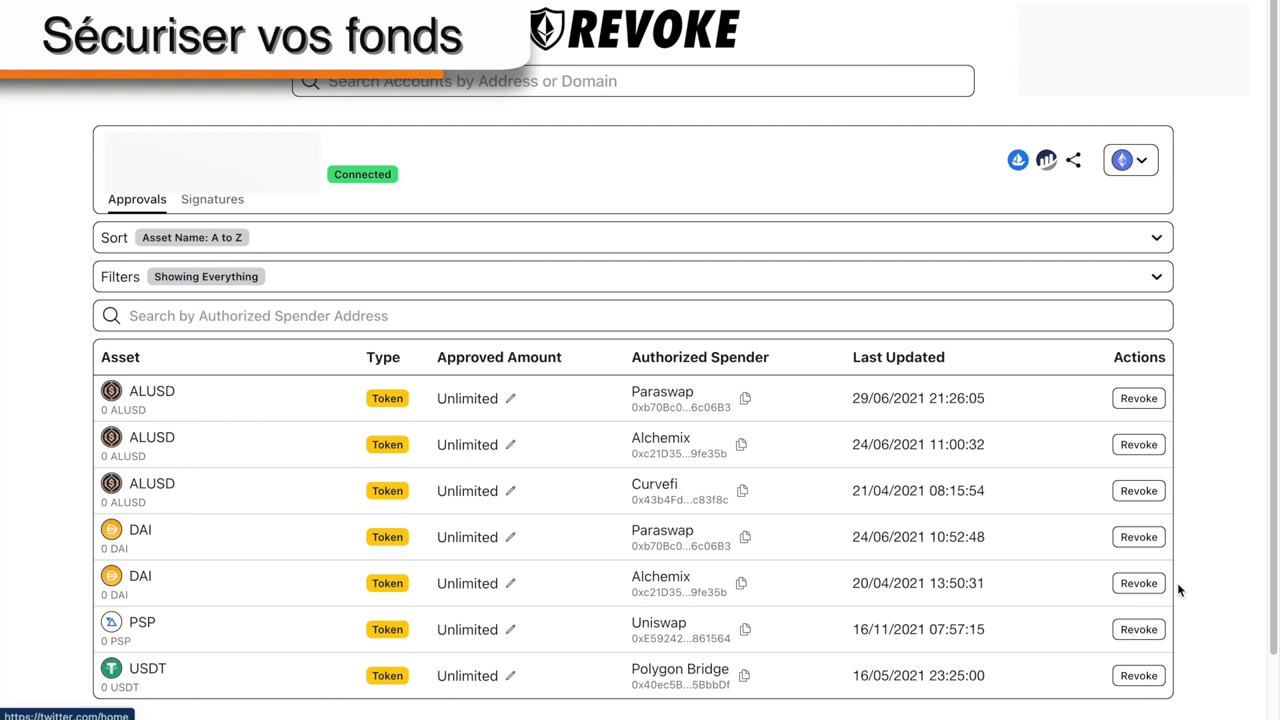 Sécuriser vos fonds
REVOKE
Search Accounts by Address or Domain
Connected
Approvals Signatures
Sort Asset Name: A to Z
Filters Showing Everything
Search by Authorized Spender Address
Asset Type Approved Amount Authorized Spender Last Updated Actions
ALUSD Token Unlimited Paraswap 29/06/2021 21:26:05 Revoke
0 ALUSD 0xb70Bc0...6c06B3
ALUSD Token Unlimited Alchemix 24/06/2021 11:00:32 Revoke
0 ALUSD 0xc21D35...9fe35b
ALUSD Token Unlimited Curvefi 21/04/2021 08:15:54 Revoke
0 ALUSD 0x43b4Fd...c83f8c
DAI Token Unlimited Paraswap 24/06/2021 10:52:48 Revoke
0 DAI 0xb70Bc0...6c06B3
DAI Token Unlimited Alchemix 20/04/2021 13:50:31 Revoke
0 DAI 0xc21D35...9fe35b
PSP Token Unlimited Uniswap 16/11/2021 07:57:15 Revoke
0 PSP 0xE59242...861564
USDT Token Unlimited Polygon Bridge 16/05/2021 23:25:00 Revoke
0 USDT 0x40ec5B...5BbbDf
https://twitter.com/home